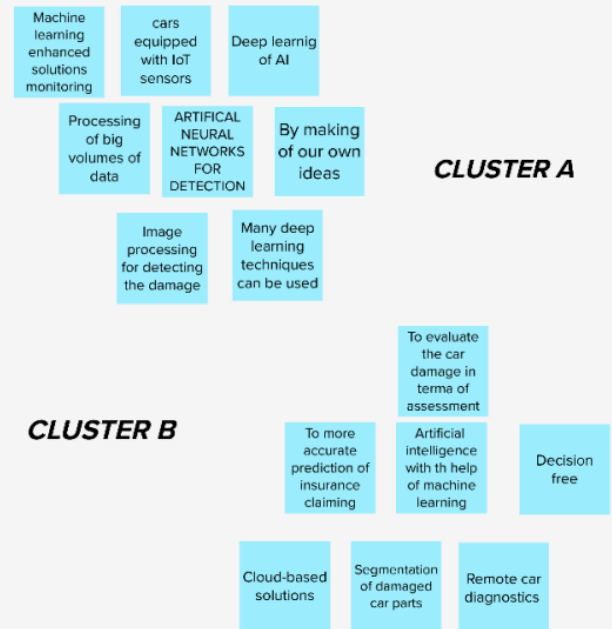 Machine
learning
enhanced
solutions
monitoring
cars
equipped
with IoT
sensors
Deep learnig
of AI
Processing
of big
volumes of
data
ARTIFICAL
NEURAL
NETWORKS
FOR
DETECTION
By making
of our own
ideas
CLUSTER A
Image
processing
for detecting
the damage
Many deep
learning
techniques
can be used
To evaluate
the car
damage in
terma of
assessment
CLUSTER B
To more
accurate
prediction of
insurance
claiming
Artificial
intelligence
with th help
of machine
learning
Decision
free
Cloud-based
solutions
Segmentation
of damaged
car parts
Remote car
diagnostics